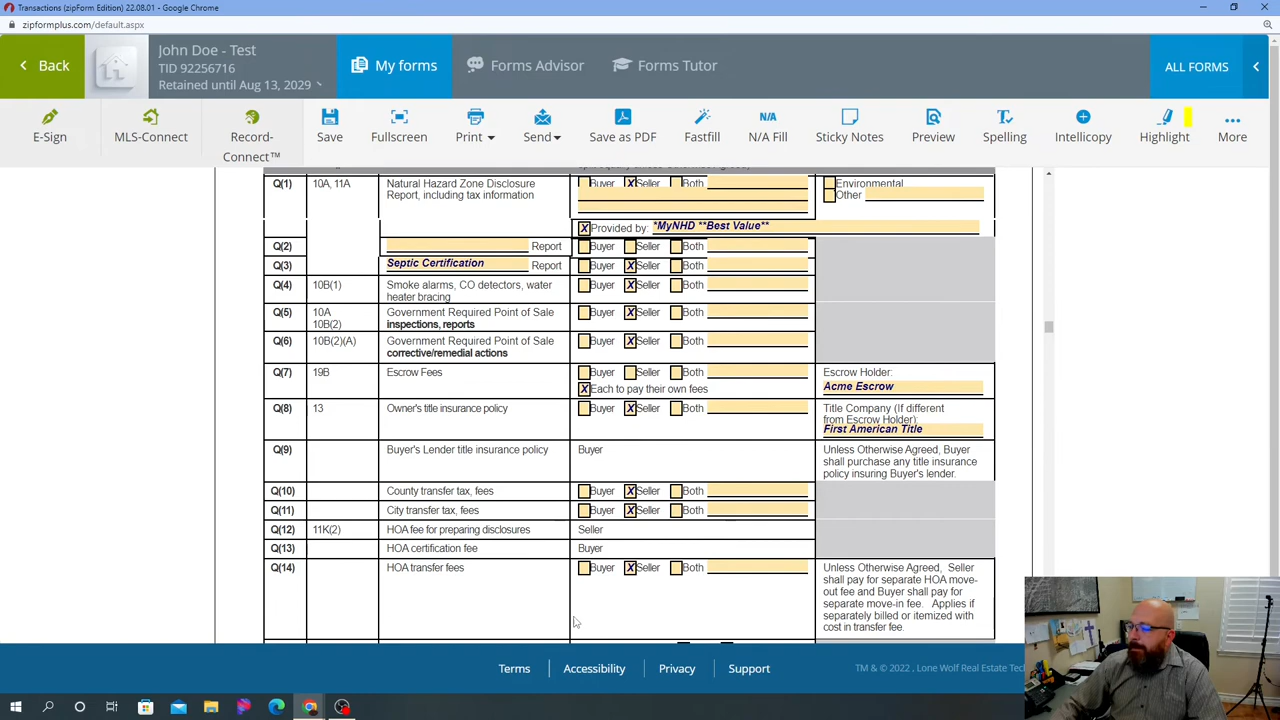 Transactions (zipForm Edition) 22.08.01 - Google Chrome
zipformplus.com/default.aspx
Back
John Doe - Test
TID 92256716
Retained until Aug 13, 2029
My forms
Forms Advisor
Forms Tutor
ALL FORMS
E-Sign
MLS-Connect
Record-Connect™
Save
Fullscreen
Print
Send
Save as PDF
Fastfill
N/A
N/A Fill
Sticky Notes
Preview
Spelling
Intellicopy
Highlight
More
Q(1) 10A, 11A Natural Hazard Zone Disclosure Buyer X Seller Both Environmental
Report, including tax information Other
X Provided by: *MyNHD **Best Value**
Q(2) Report Buyer Seller Both
Q(3) Septic Certification Report Buyer X Seller Both
Q(4) 10B(1) Smoke alarms, CO detectors, water Buyer X Seller Both
heater bracing
Q(5) 10A Government Required Point of Sale Buyer X Seller Both
10B(2) inspections, reports
Q(6) 10B(2)(A) Government Required Point of Sale Buyer X Seller Both
corrective/remedial actions
Q(7) 19B Escrow Fees Buyer Seller Both Escrow Holder:
X Each to pay their own fees Acme Escrow
Q(8) 13 Owner's title insurance policy Buyer X Seller Both Title Company (If different
from Escrow Holder):
First American Title
Q(9) Buyer's Lender title insurance policy Buyer Unless Otherwise Agreed, Buyer
shall purchase any title insurance
policy insuring Buyer's lender.
Q(10) County transfer tax, fees Buyer X Seller Both
Q(11) City transfer tax, fees Buyer X Seller Both
Q(12) 11K(2) HOA fee for preparing disclosures Seller
Q(13) HOA certification fee Buyer
Q(14) HOA transfer fees Buyer X Seller Both Unless Otherwise Agreed, Seller
shall pay for separate HOA move-
out fee and Buyer shall pay for
separate move-in fee. Applies if
separately billed or itemized with
cost in transfer fee.
Terms
Accessibility
Privacy
Support
TM & © 2022 , Lone Wolf Real Estate